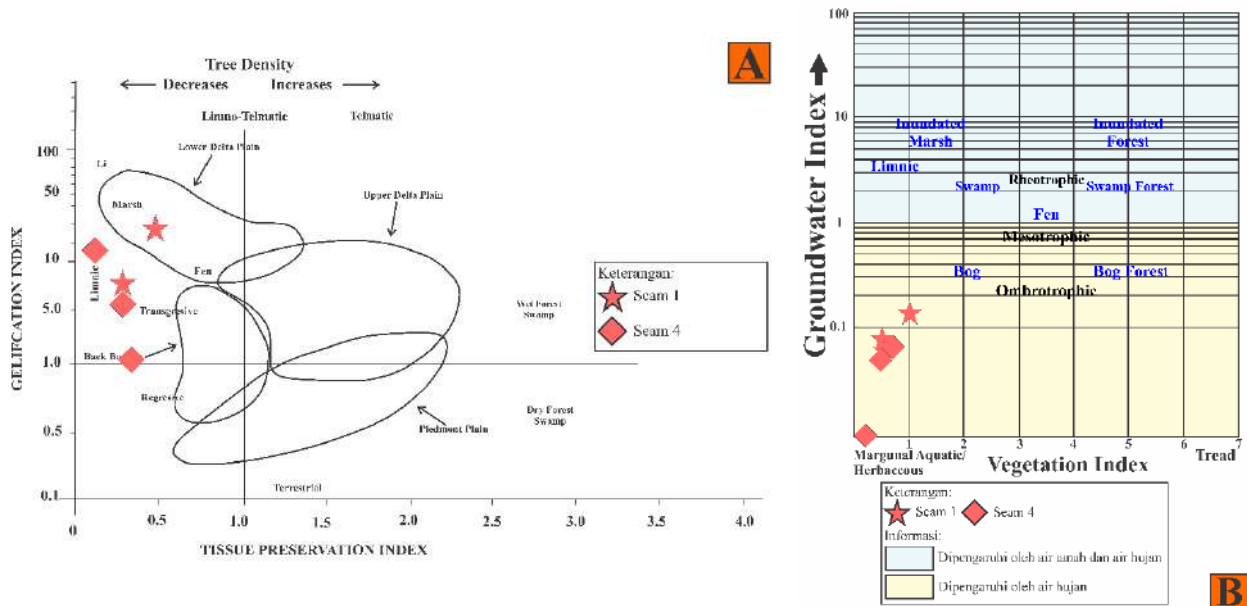 A
Tree Density
Decreases Increases
Limno-Telmatic
Telmatic
Lower Delta Plain
Li
Marsh
Upper Delta Plain
Fen
Limnic
Transgresive
Wet Forest
Swamp
Back B
Regresive
Piedmont Plain
Dry Forest
Swamp
Terrestrial
GELIFCATION INDEX
100
50
10
5.0
1.0
0.5
0.1
0 0.5 1.0 1.5 2.0 2.5 3.0 3.5 4.0
TISSUE PRESERVATION INDEX
Keterangan:
Seam 1
Seam 4
Groundwater Index
100
10
1
0.1
Inundated
Marsh
Inundated
Forest
Limnic
Rheotrophic
Swamp
Swamp Forest
Fen
Mesotrophic
Bog
Bog Forest
Ombrotrophic
1 2 3 4 5 6 7
Margunal Aquatic/
Herbaceous
Vegetation Index
Tread
Keterangan:
Seam 1 Seam 4
Informasi:
Dipengaruhi oleh air tanah dan air hujan
Dipengaruhi oleh air hujan
B